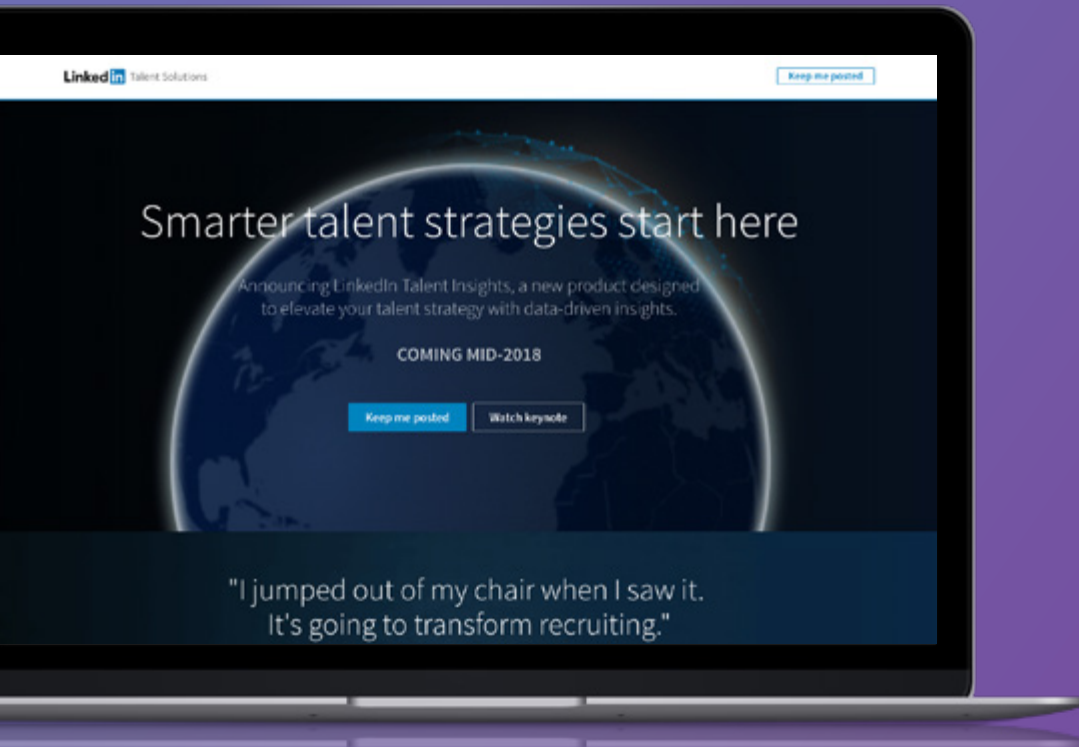 Linked in Talent Solutions
Keep me posted
Smarter talent strategies start here
Announcing LinkedIn Talent Insights, a new product designed
to elevate your talent strategy with data-driven insights.
COMING MID-2018
Keep me posted
Watch keynote
"I jumped out of my chair when I saw it.
It's going to transform recruiting."